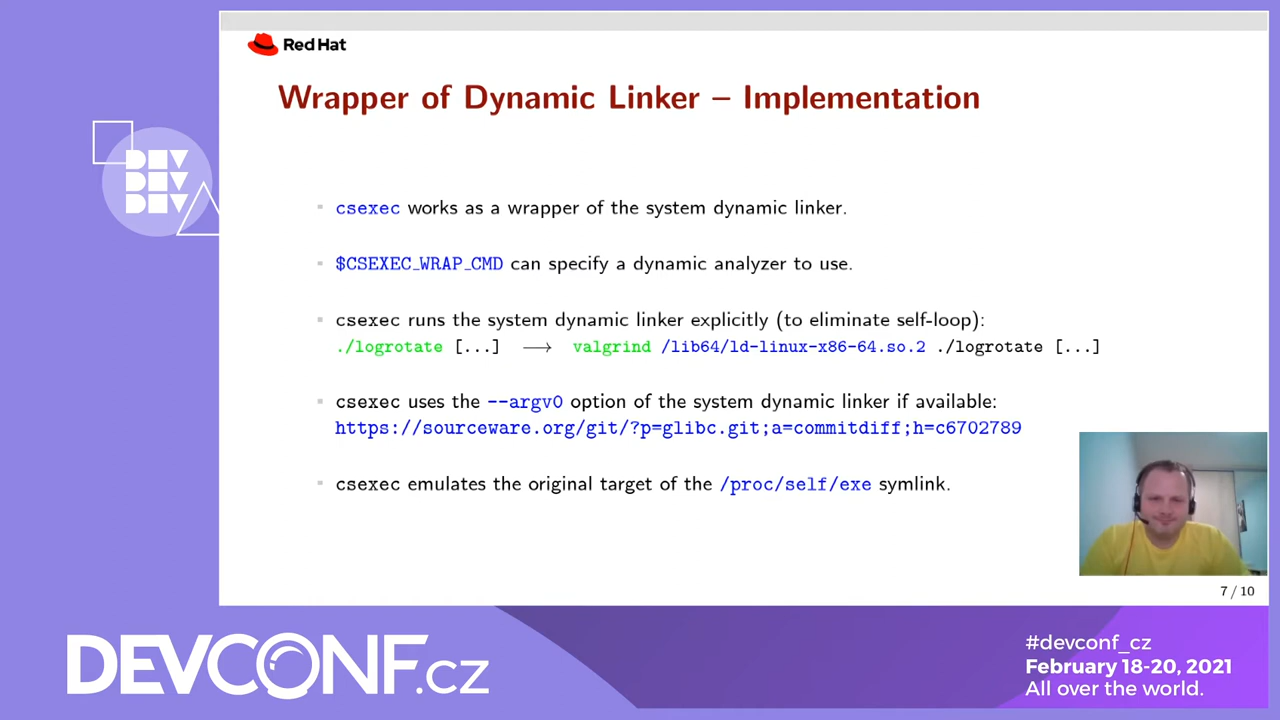 Red Hat
Wrapper of Dynamic Linker – Implementation
DEV
DEV
DEV
csexec works as a wrapper of the system dynamic linker.
$CSEXEC_WRAP_CMD can specify a dynamic analyzer to use.
csexec runs the system dynamic linker explicitly (to eliminate self-loop):
./logrotate [...] ⟶ valgrind /lib64/ld-linux-x86-64.so.2 ./logrotate [...]
csexec uses the --argv0 option of the system dynamic linker if available:
https://sourceware.org/git/?p=glibc.git;a=commitdiff;h=c6702789
csexec emulates the original target of the /proc/self/exe symlink.
7 / 10
DEVCONF.cz
#devconf_cz
February 18-20, 2021
All over the world.